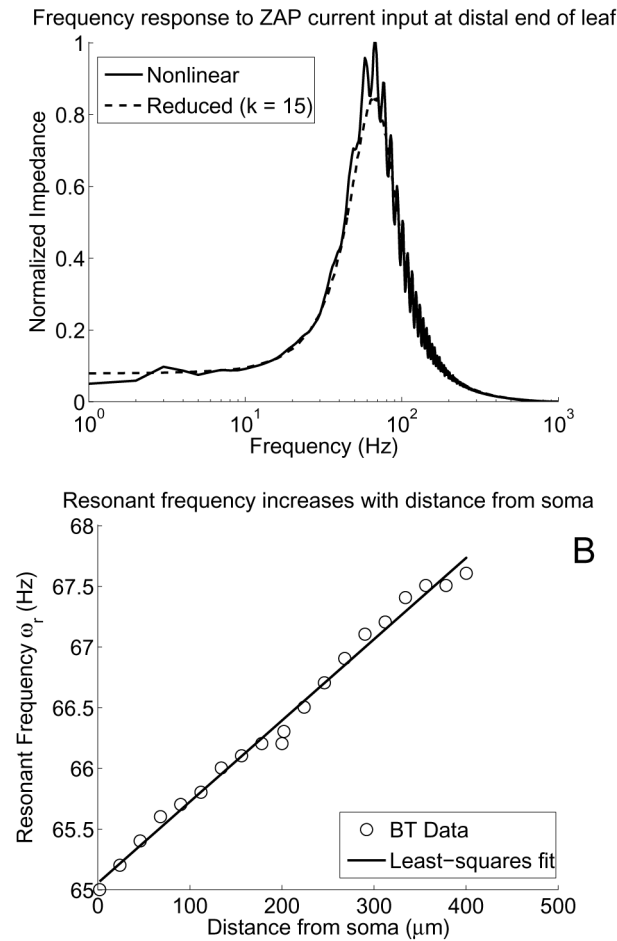 Frequency response to ZAP current input at distal end of leaf
1
0.8
0.6
0.4
0.2
0
Normalized Impedance
Nonlinear
Reduced (k = 15)
10^0
10^1
10^2
10^3
Frequency (Hz)
Resonant frequency increases with distance from soma
B
68
67.5
67
66.5
66
65.5
65
Resonant Frequency ω_r (Hz)
BT Data
Least−squares fit
0
100
200
300
400
500
Distance from soma (μm)